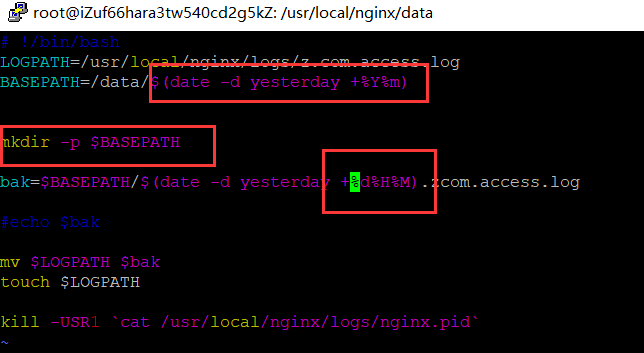 root@iZuf66hara3tw540cd2g5kZ: /usr/local/nginx/data
# !/bin/bash
LOGPATH=/usr/local/nginx/logs/z.com.access.log
BASEPATH=/data/$(date -d yesterday +%Y%m)
mkdir -p $BASEPATH
bak=$BASEPATH/$(date -d yesterday +%d%H%M).zcom.access.log
#echo $bak
mv $LOGPATH $bak
touch $LOGPATH
kill -USR1 `cat /usr/local/nginx/logs/nginx.pid`
~